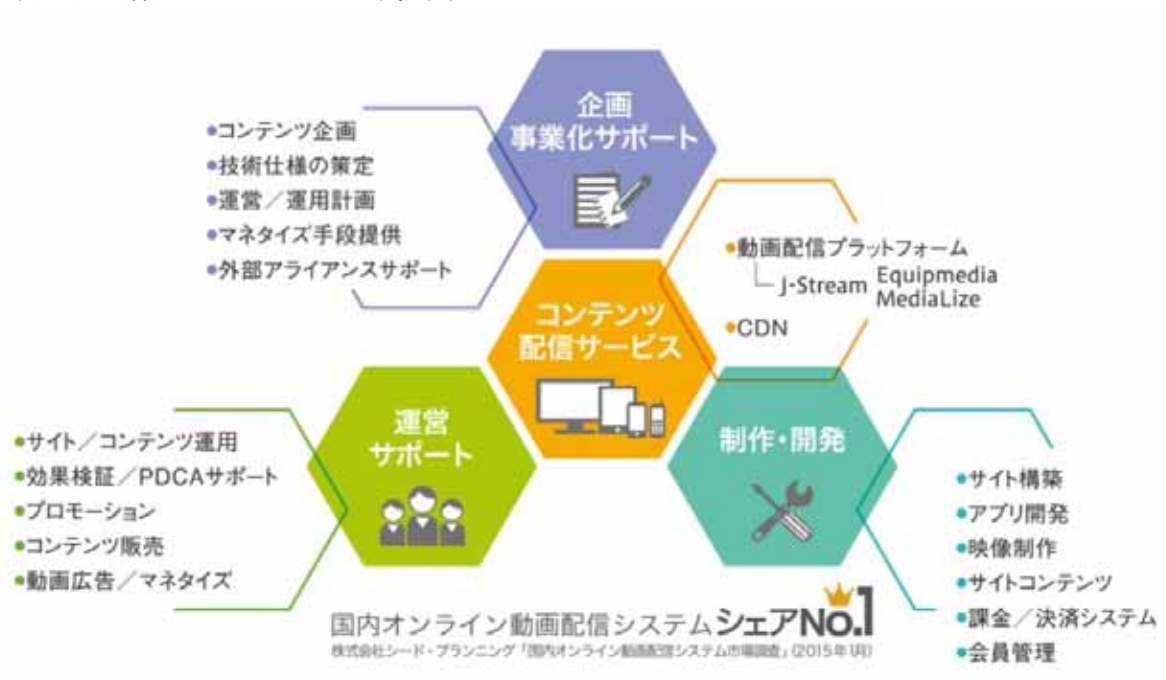 企画
事業化サポート
●コンテンツ企画
●技術仕様の策定
●運営／運用計画
●マネタイズ手段提供
●外部アライアンスサポート
コンテンツ
配信サービス
●動画配信プラットフォーム
J-Stream Equipmedia
MediaLize
●CDN
運営
サポート
●サイト／コンテンツ運用
●効果検証／PDCAサポート
●プロモーション
●コンテンツ販売
●動画広告／マネタイズ
制作・開発
●サイト構築
●アプリ開発
●映像制作
●サイトコンテンツ
●課金／決済システム
●会員管理
国内オンライン動画配信システムシェアNo.1
株式会社シード・プランニング「国内オンライン動画配信システム市場調査」(2015年1月)